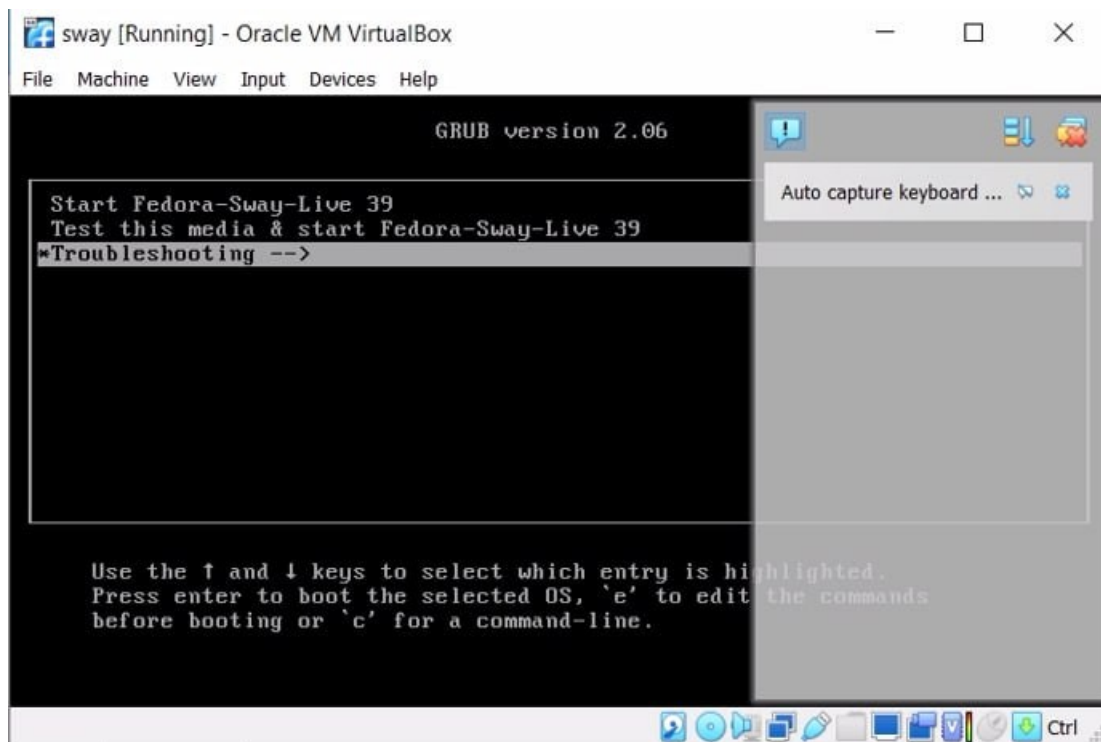 sway [Running] - Oracle VM VirtualBox
File Machine View Input Devices Help
GRUB version 2.06
Auto capture keyboard ...
Start Fedora-Sway-Live 39
Test this media & start Fedora-Sway-Live 39
*Troubleshooting -->
Use the ↑ and ↓ keys to select which entry is highlighted.
Press enter to boot the selected OS, `e' to edit the commands
before booting or `c' for a command-line.
Ctrl